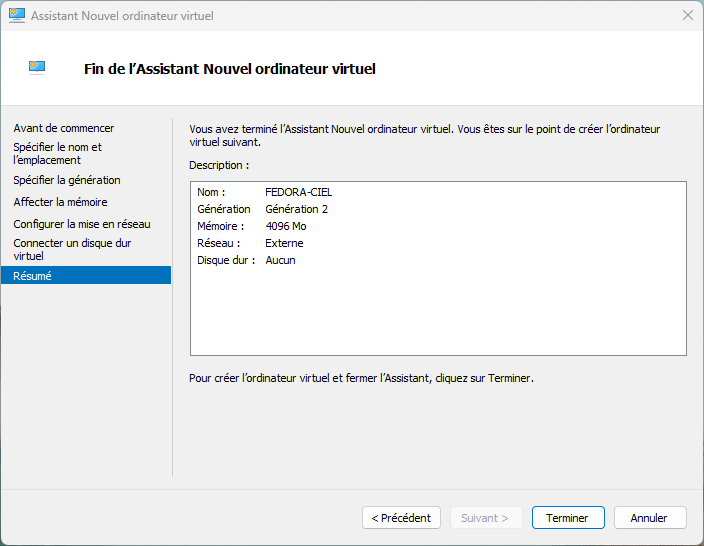 Assistant Nouvel ordinateur virtuel
Fin de l'Assistant Nouvel ordinateur virtuel
Avant de commencer
Spécifier le nom et
l'emplacement
Spécifier la génération
Affecter la mémoire
Configurer la mise en réseau
Connecter un disque dur
virtuel
Résumé
Vous avez terminé l'Assistant Nouvel ordinateur virtuel. Vous êtes sur le point de créer l'ordinateur
virtuel suivant.
Description :
Nom : FEDORA-CIEL
Génération Génération 2
Mémoire : 4096 Mo
Réseau : Externe
Disque dur : Aucun
Pour créer l'ordinateur virtuel et fermer l'Assistant, cliquez sur Terminer.
< Précédent Suivant > Terminer Annuler